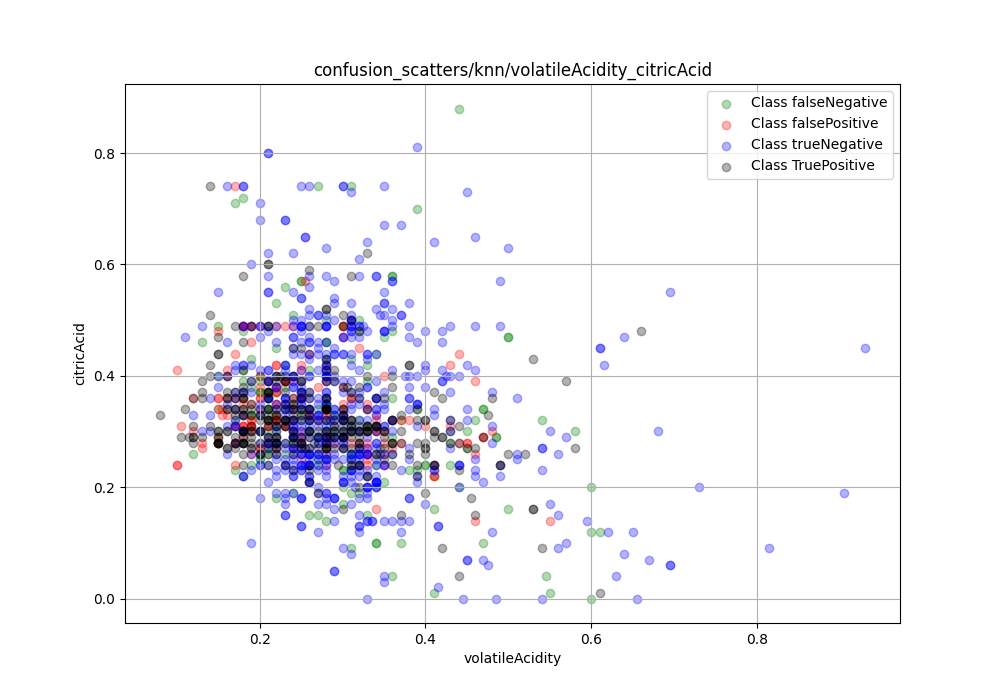 confusion_scatters/knn/volatileAcidity_citricAcid
Class falseNegative
Class falsePositive
Class trueNegative
Class TruePositive
0.8
0.6
0.4
0.2
0.0
citricAcid
0.2 0.4 0.6 0.8
volatileAcidity